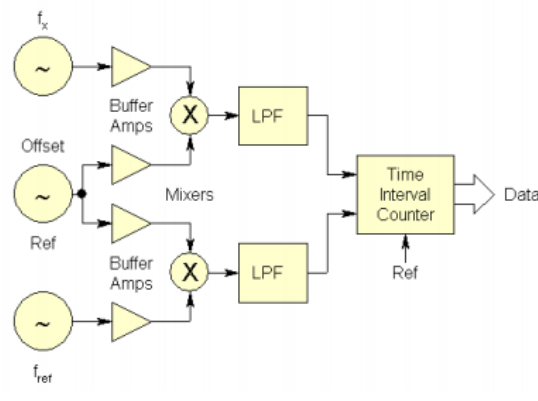 fx
~
Buffer
Amps
X
LPF
Offset
~
Ref
Mixers
Time
Interval
Counter
Data
Ref
Buffer
Amps
X
LPF
~
fref